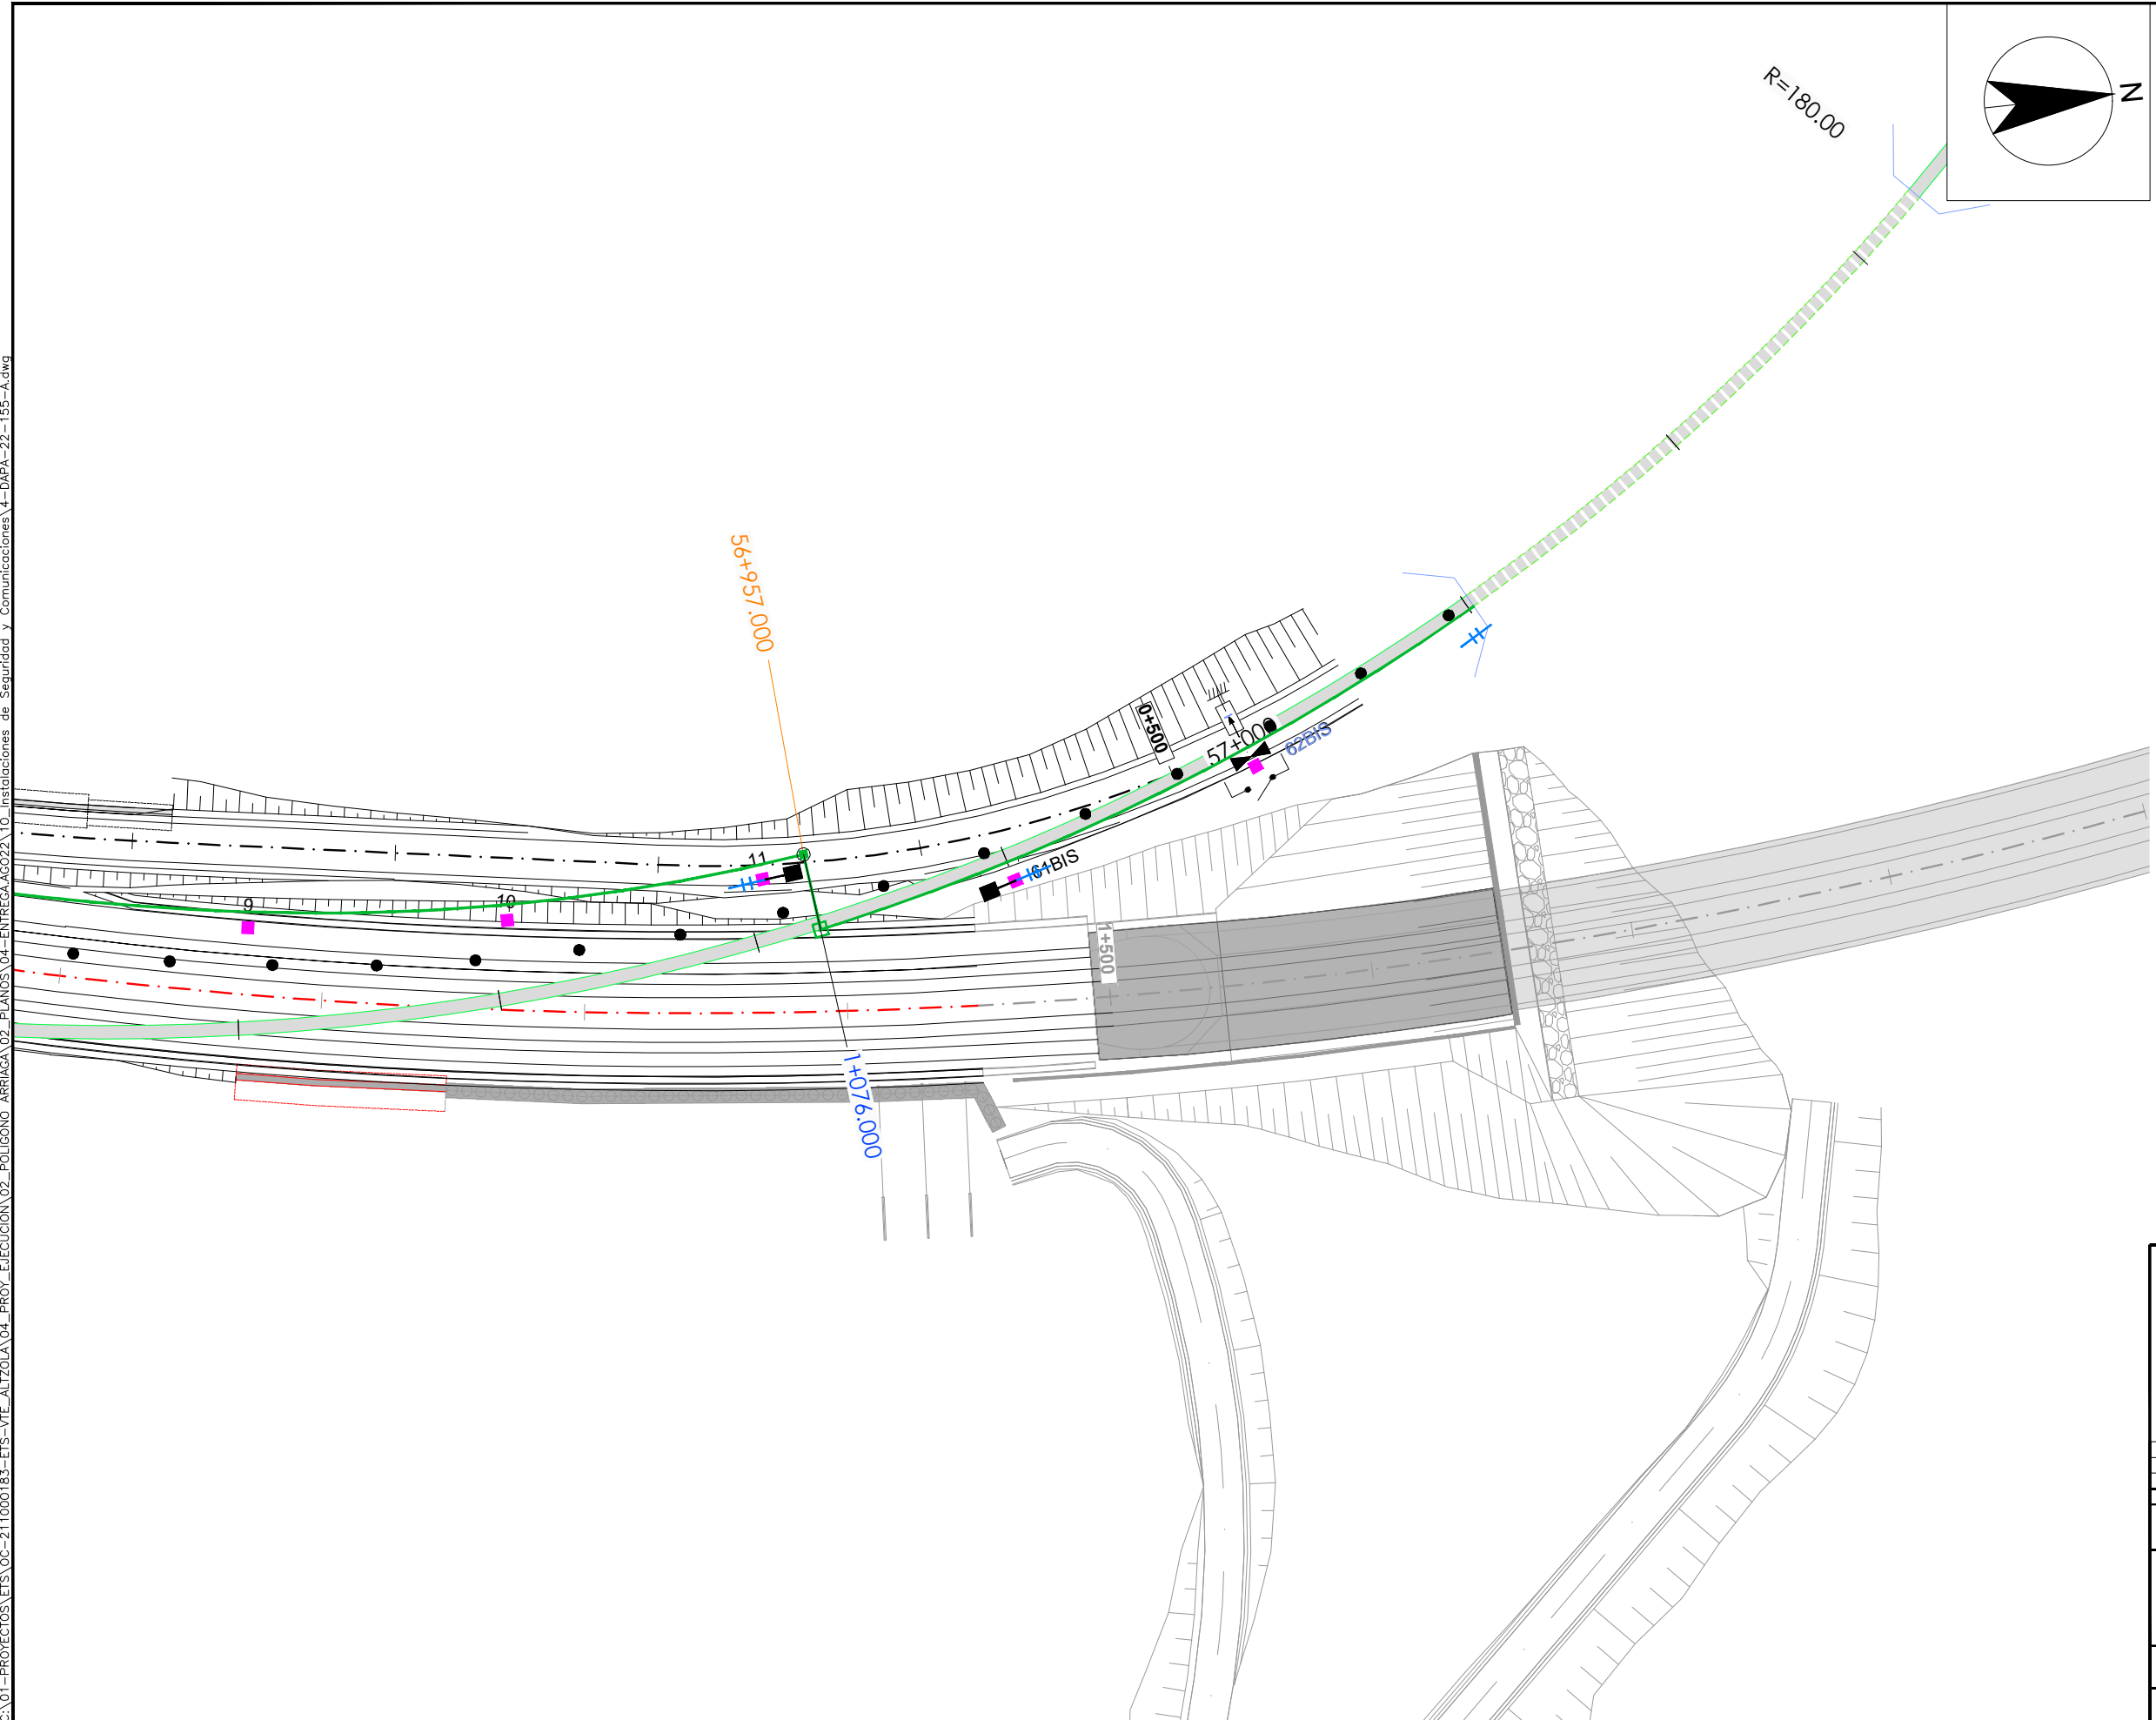 R=180.00
N
56+957.000
0+500
57+000
62BIS
11
61BIS
10
9
1+500
1+076.000
C:\01-PROYECTOS\ETS\OC-211000183-ETS-VTE_ALTZOLA\04_PROY_EJECUCION\02_POLIGONO ARRIAGA\02_PLANOS\04-ENTREGA.AGO22\10_Instalaciones de Seguridad y Comunicaciones\4-DAPA-22-155-A.dwg